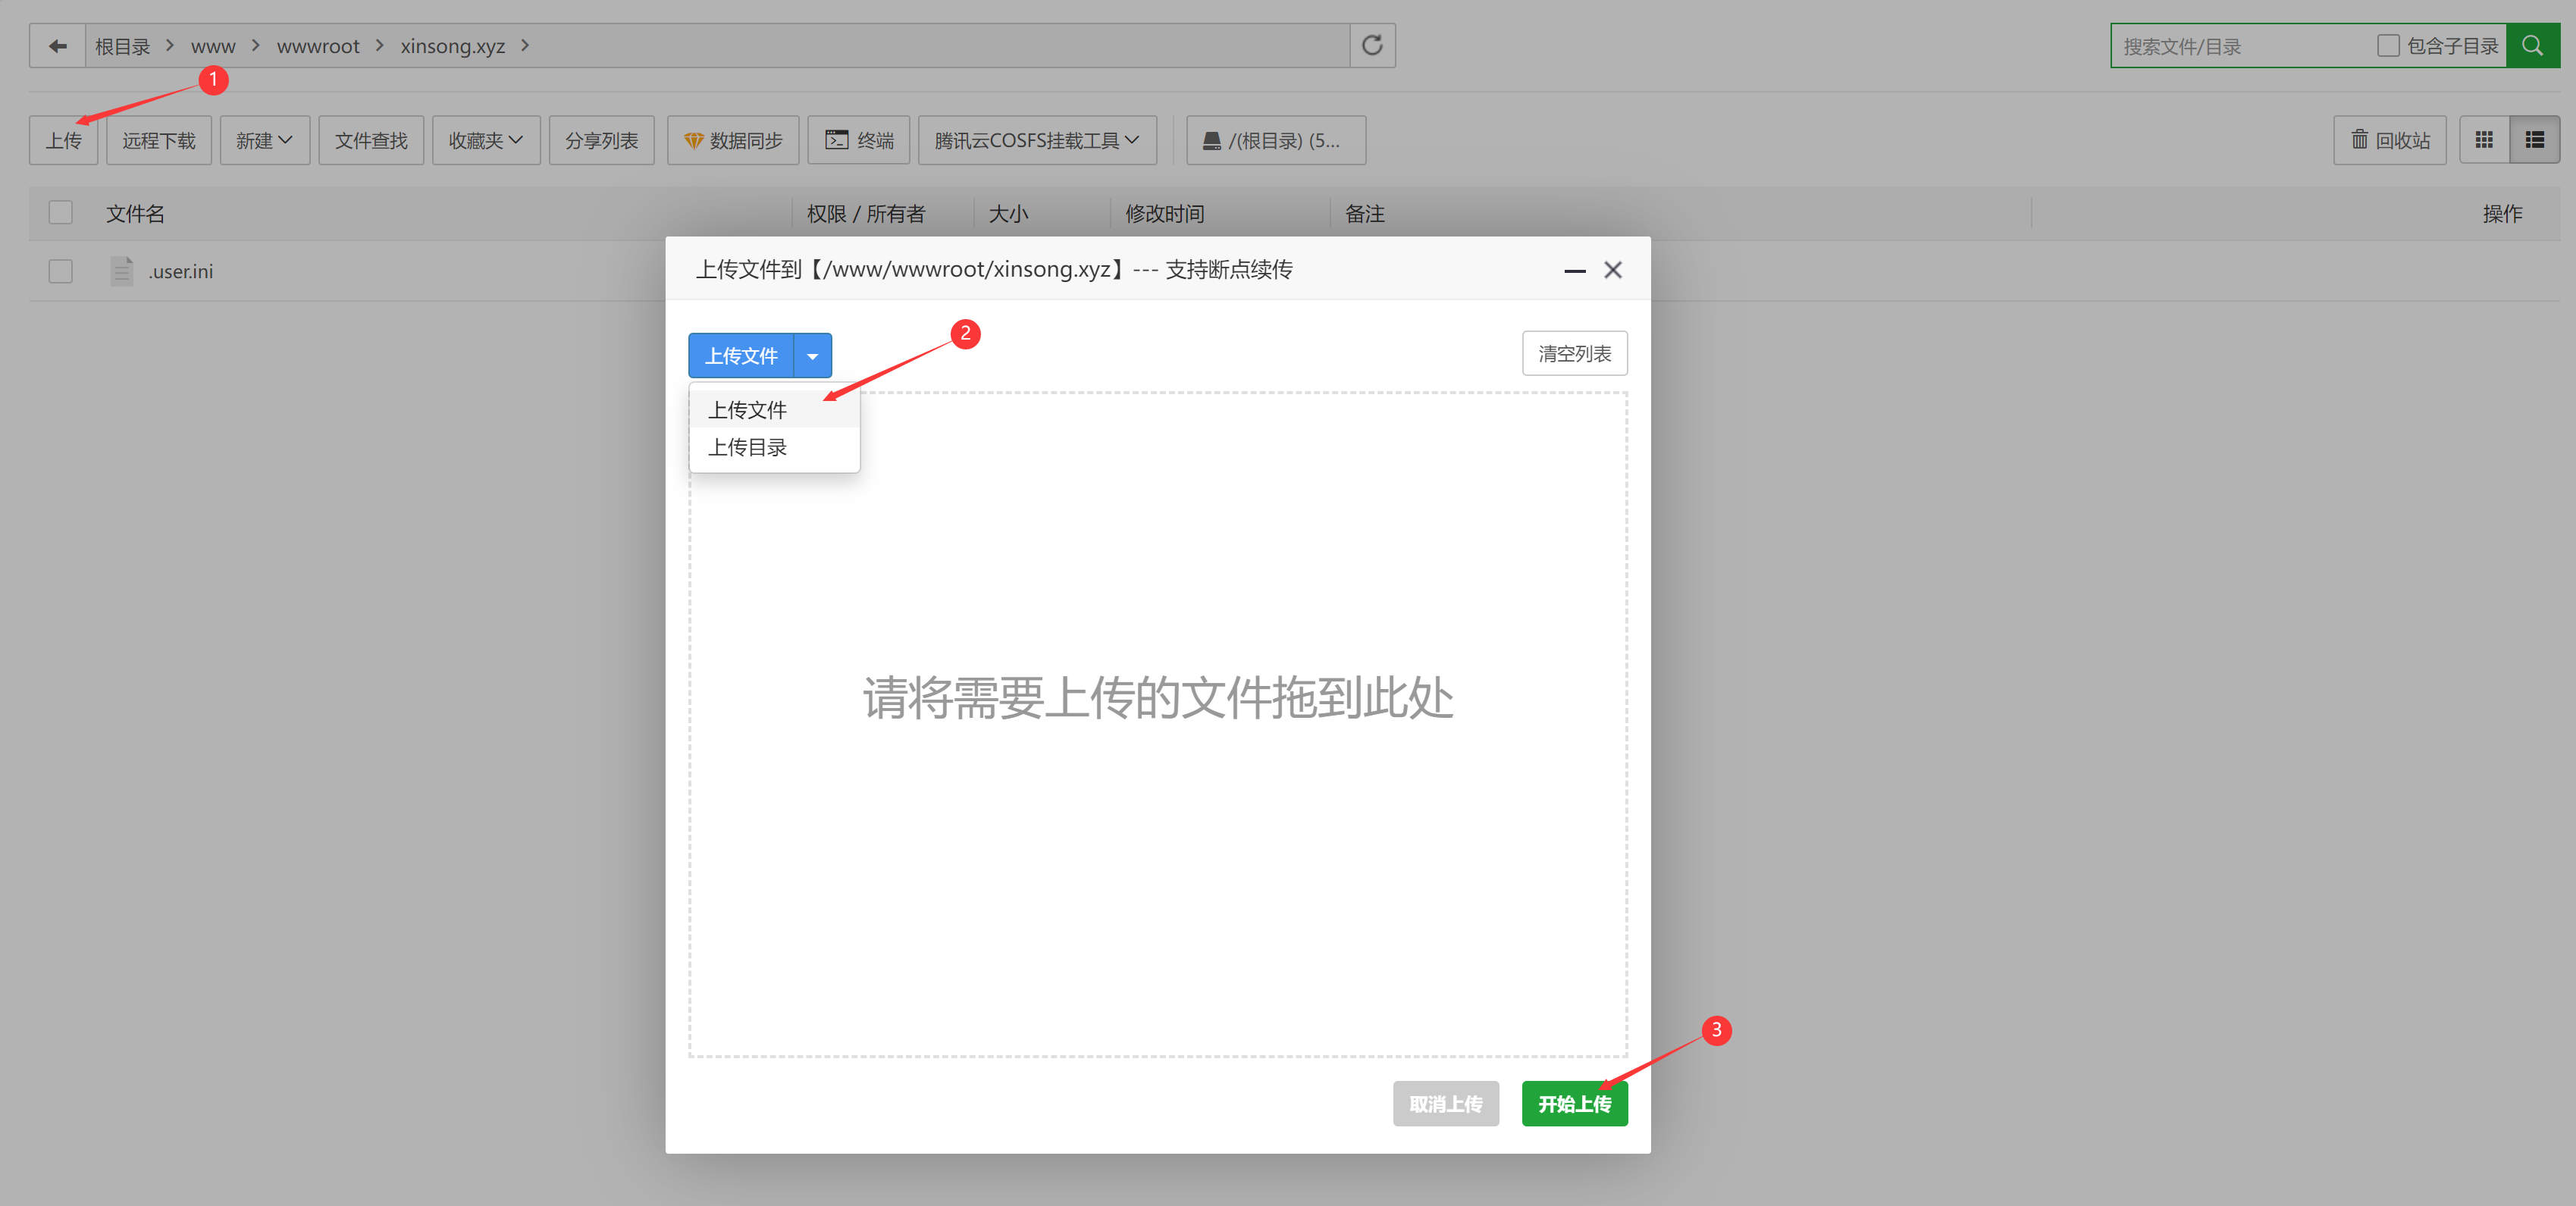 根目录 www wwwroot xinsong.xyz
搜索文件/目录 包含子目录
1
上传 远程下载 新建 文件查找 收藏夹 分享列表 数据同步 终端 腾讯云COSFS挂载工具 /(根目录) (5... 回收站
文件名 权限 / 所有者 大小 修改时间 备注 操作
.user.ini
上传文件到【/www/wwwroot/xinsong.xyz】--- 支持断点续传
2
上传文件 清空列表
上传文件
上传目录
请将需要上传的文件拖到此处
3
取消上传 开始上传